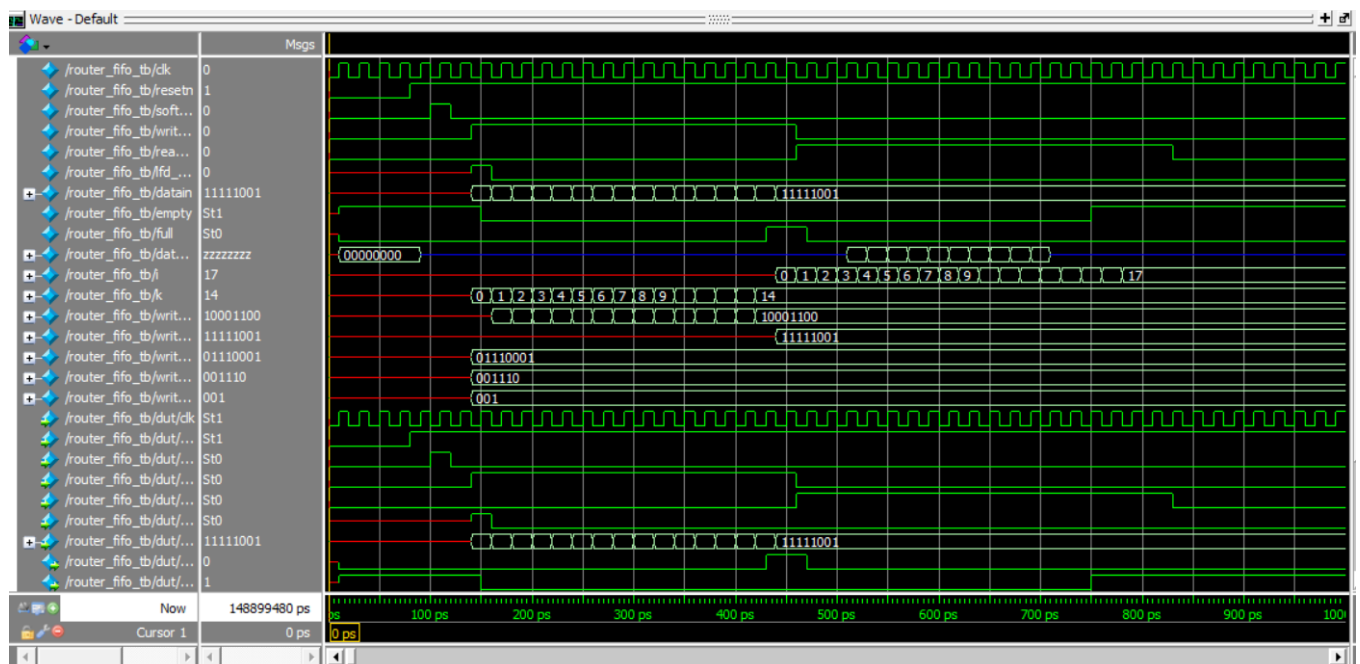 Wave - Default
Msgs
/router_fifo_tb/clk 0
/router_fifo_tb/resetn 1
/router_fifo_tb/soft... 0
/router_fifo_tb/writ... 0
/router_fifo_tb/rea... 0
/router_fifo_tb/lfd_... 0
/router_fifo_tb/datain 11111001 11111001
/router_fifo_tb/empty St1
/router_fifo_tb/full St0
/router_fifo_tb/dat... zzzzzzzz 00000000
/router_fifo_tb/i 17 0 1 2 3 4 5 6 7 8 9 17
/router_fifo_tb/k 14 0 1 2 3 4 5 6 7 8 9 14
/router_fifo_tb/writ... 10001100 10001100
/router_fifo_tb/writ... 11111001 11111001
/router_fifo_tb/writ... 01110001 01110001
/router_fifo_tb/writ... 001110 001110
/router_fifo_tb/writ... 001 001
/router_fifo_tb/dut/clk St1
/router_fifo_tb/dut/... St1
/router_fifo_tb/dut/... St0
/router_fifo_tb/dut/... St0
/router_fifo_tb/dut/... St0
/router_fifo_tb/dut/... St0
/router_fifo_tb/dut/... 11111001 11111001
/router_fifo_tb/dut/... 0
/router_fifo_tb/dut/... 1
Now 148899480 ps ps 100 ps 200 ps 300 ps 400 ps 500 ps 600 ps 700 ps 800 ps 900 ps 100
Cursor 1 0 ps 0 ps